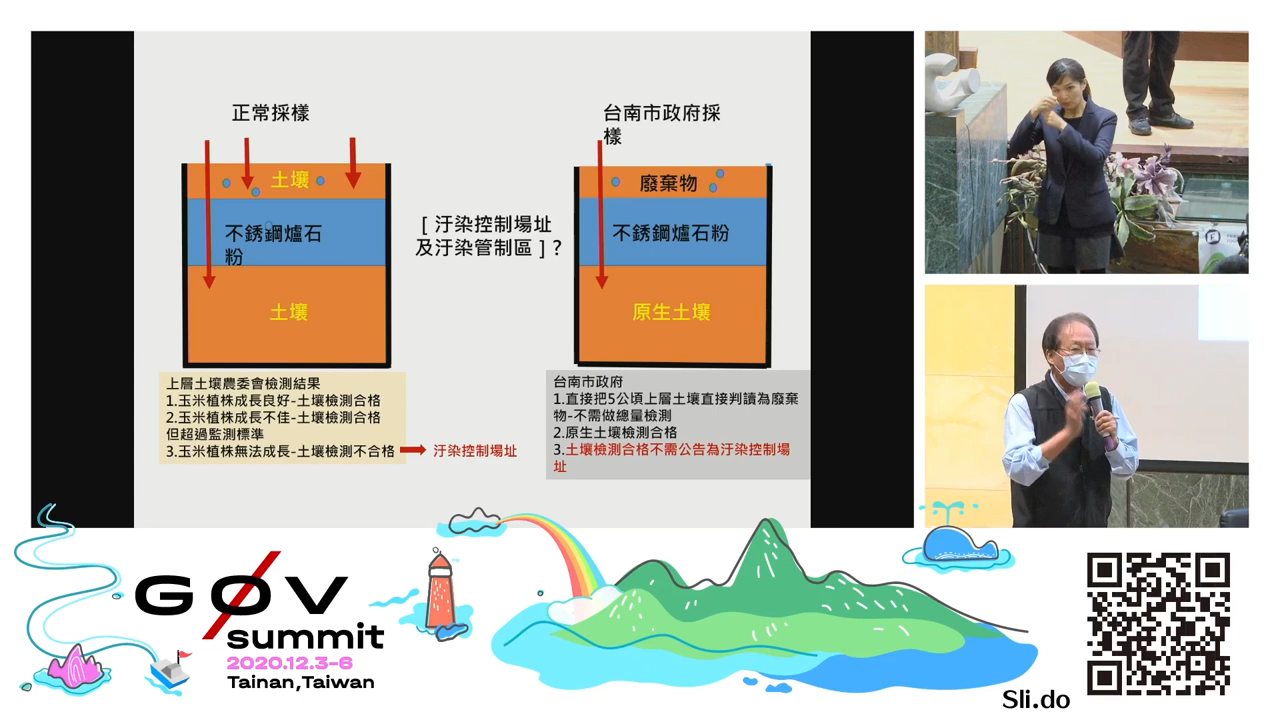 正常採樣
土壤
不銹鋼爐石
粉
土壤
上層土壤農委會檢測結果
1.玉米植株成長良好-土壤檢測合格
2.玉米植株成長不佳-土壤檢測合格
但超過監測標準
3.玉米植株無法成長-土壤檢測不合格
汙染控制場址
[ 汙染控制場址
及汙染管制區 ] ?
台南市政府採
樣
廢棄物
不銹鋼爐石粉
原生土壤
台南市政府
1.直接把5公頃上層土壤直接判讀為廢棄
物-不需做總量檢測
2.原生土壤檢測合格
3.土壤檢測合格不需公告為汙染控制場
址
GØV
summit
2020.12.3-6
Tainan,Taiwan
Sli.do